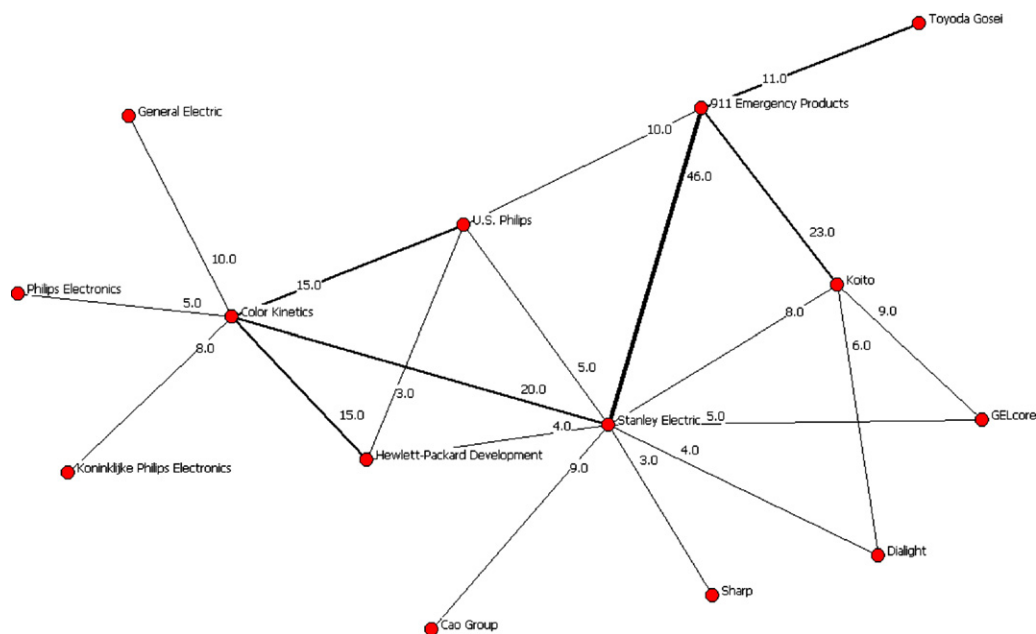 Toyoda Gosei
11.0
911 Emergency Products
General Electric
10.0
46.0
U.S. Philips
23.0
10.0
Koito
Philips Electronics
15.0
5.0
Color Kinetics
8.0
9.0
8.0
6.0
5.0
3.0
20.0
15.0
Stanley Electric
5.0
GELcore
4.0
Hewlett-Packard Development
4.0
3.0
9.0
Koninklijke Philips Electronics
Dialight
Sharp
Cao Group